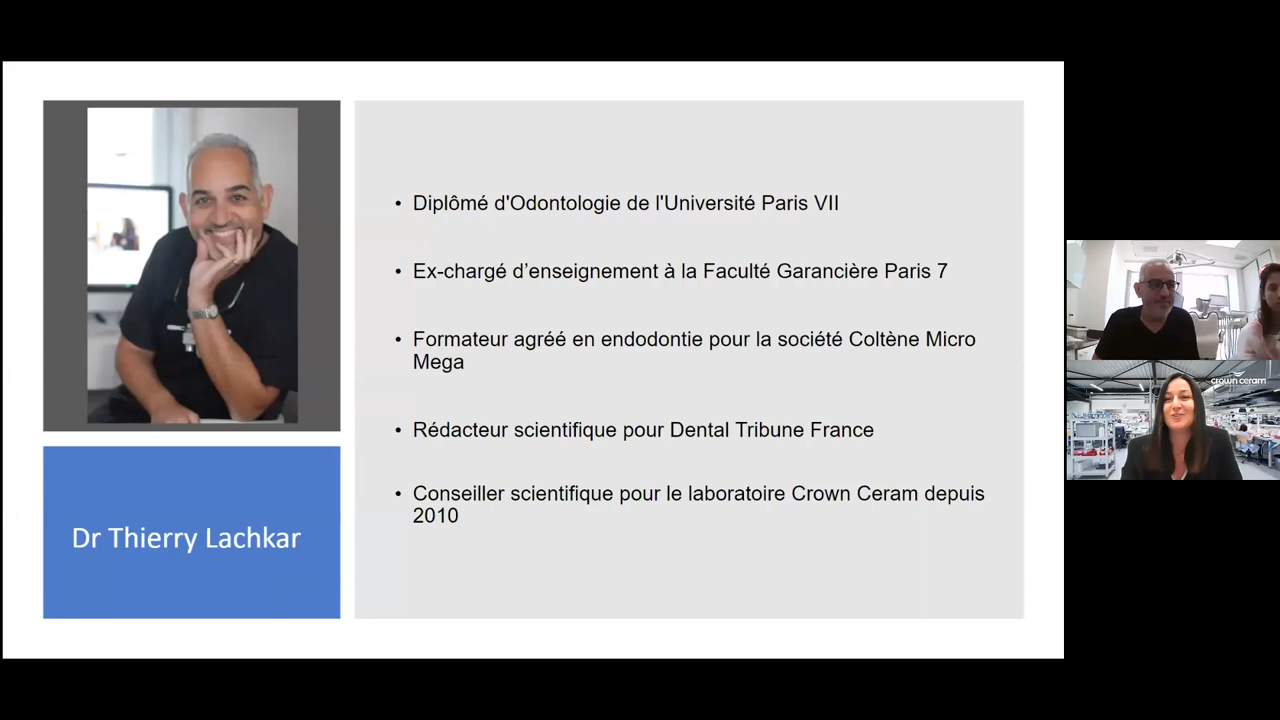 • Diplômé d'Odontologie de l'Université Paris VII
• Ex-chargé d’enseignement à la Faculté Garancière Paris 7
• Formateur agréé en endodontie pour la société Coltène Micro
Mega
• Rédacteur scientifique pour Dental Tribune France
• Conseiller scientifique pour le laboratoire Crown Ceram depuis
2010
Dr Thierry Lachkar
crown ceram